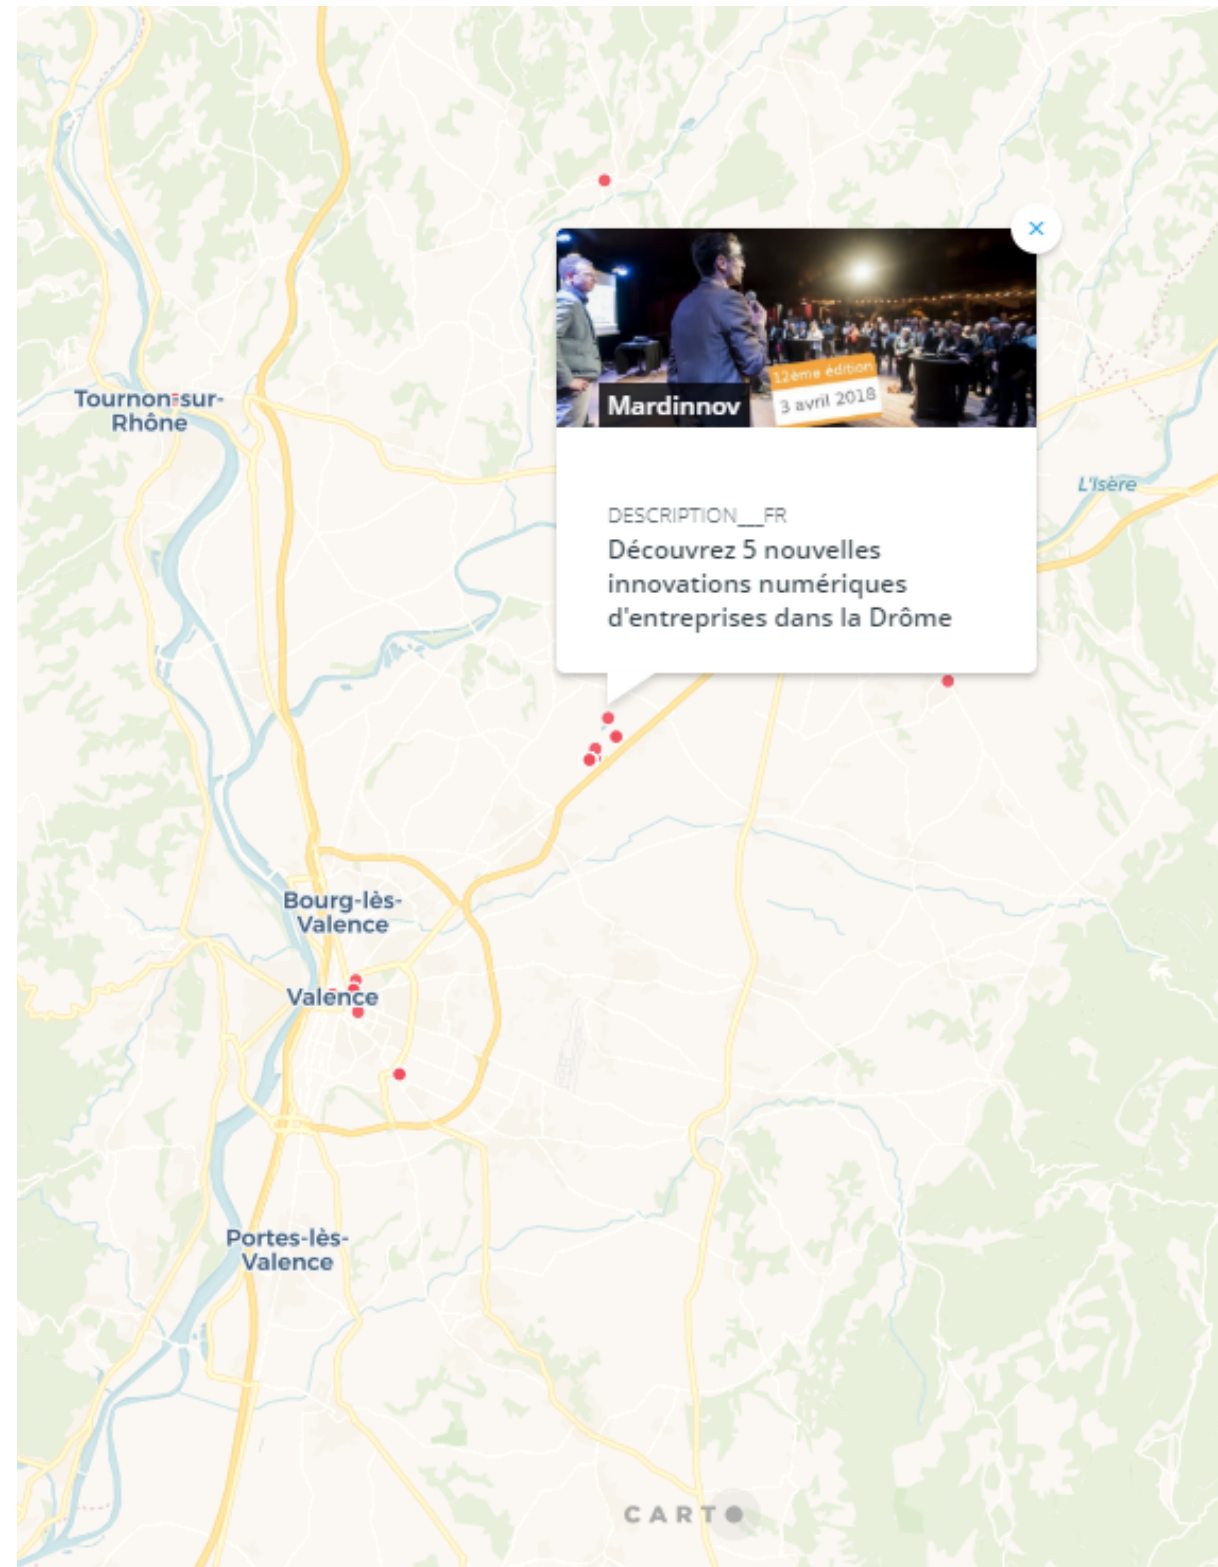 12ème édition
3 avril 2018
Mardinnov
Tournon-sur-
Rhône
L'Isère
DESCRIPTION___FR
Découvrez 5 nouvelles
innovations numériques
d'entreprises dans la Drôme
Bourg-lès-
Valence
Valence
Portes-lès-
Valence
CARTO